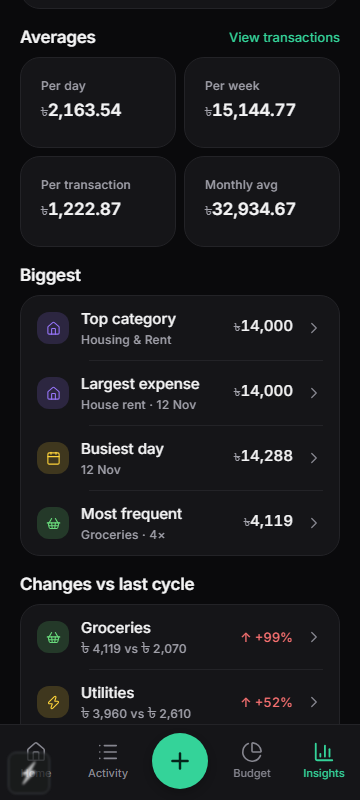 Averages
View transactions
Per day
Per week
৳2,163.54
৳15,144.77
Per transaction
Monthly avg
৳1,222.87
৳32,934.67
Biggest
Top category
৳14,000
Housing & Rent
Largest expense
৳14,000
House rent · 12 Nov
Busiest day
৳14,288
12 Nov
Most frequent
৳4,119
Groceries · 4×
Changes vs last cycle
Groceries
↑ +99%
৳ 4,119 vs ৳ 2,070
Utilities
↑ +52%
৳ 3,960 vs ৳ 2,610
Home
Activity
Budget
Insights